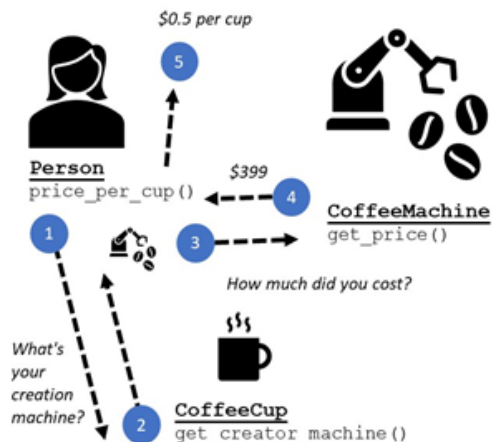 $0.5 per cup
5
Person
price_per_cup()
$399
4
CoffeeMachine
get_price()
1
3
How much did you cost?
What's
your
creation
machine?
2
CoffeeCup
get_creator_machine()